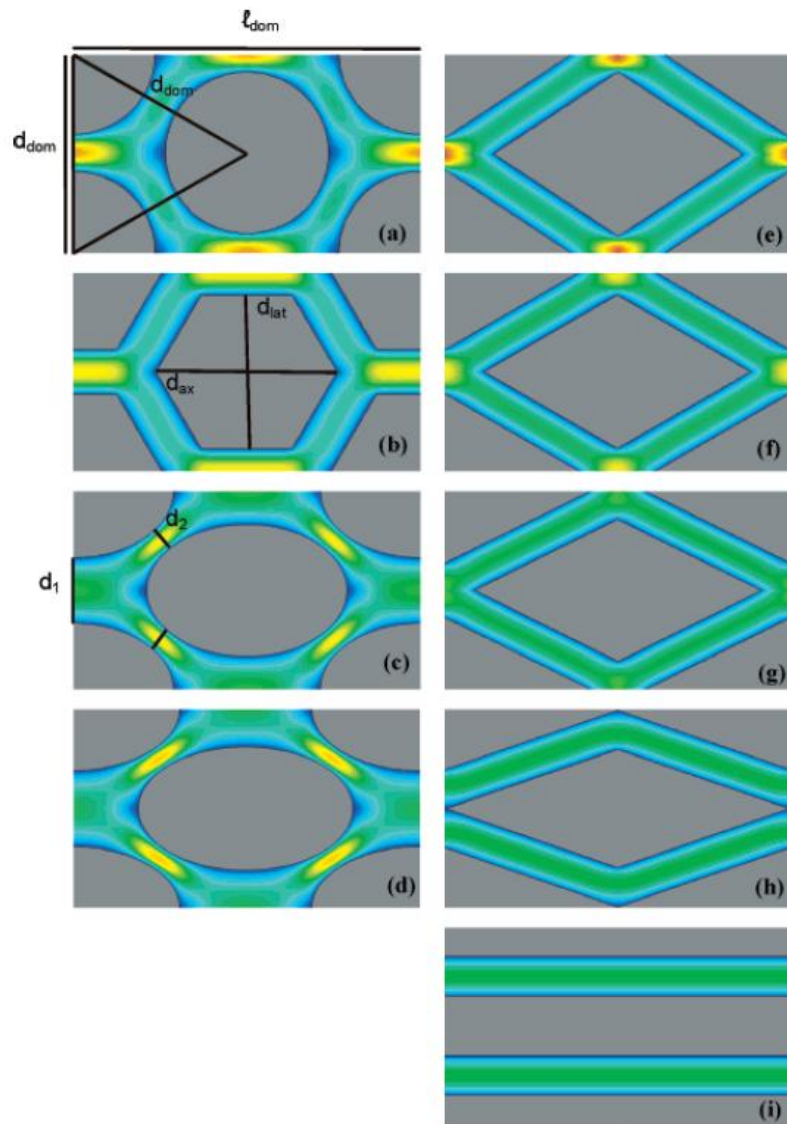 ℓdom
ddom
ddom
(a)
(e)
dlat
dax
(b)
(f)
d2
d1
(c)
(g)
(d)
(h)
(i)